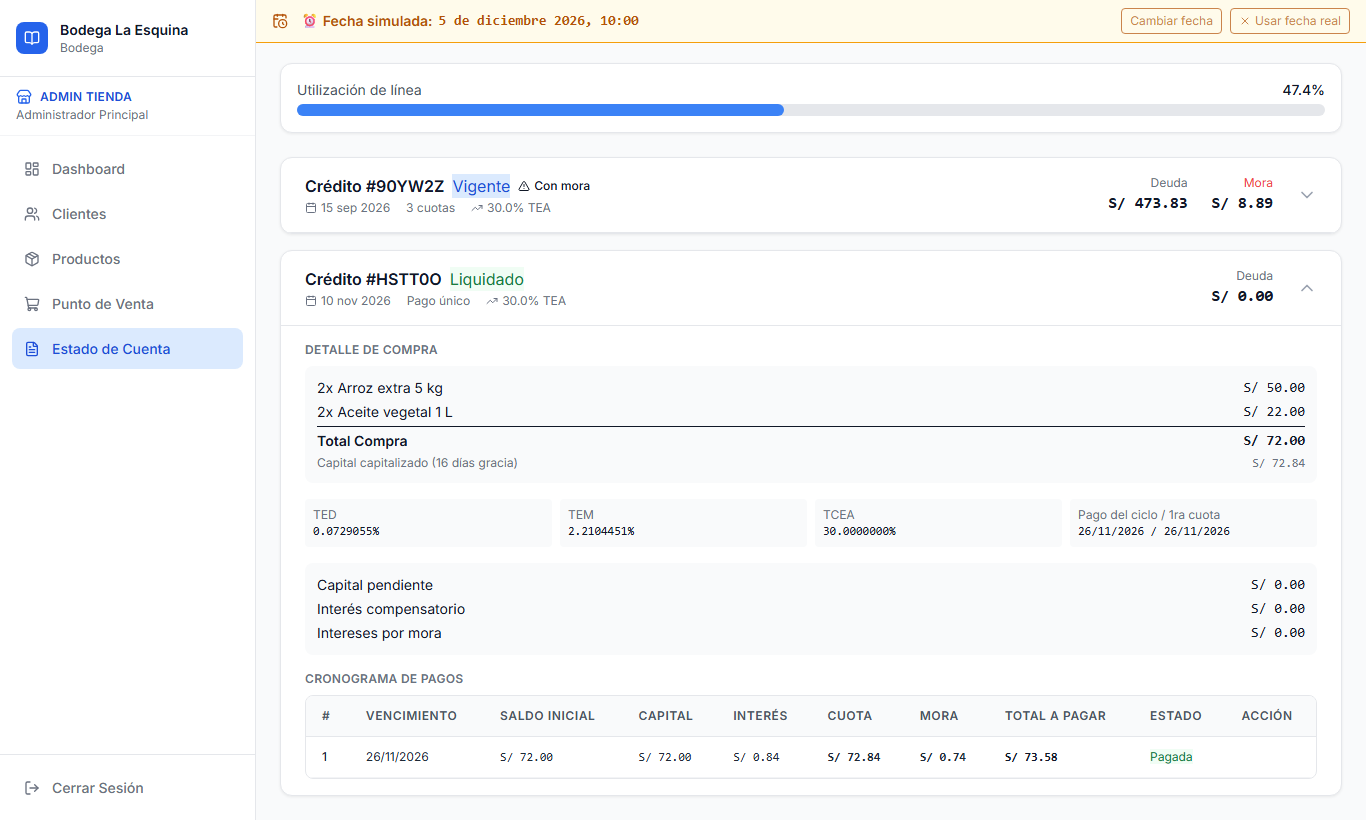 Bodega La Esquina
Bodega
ADMIN TIENDA
Administrador Principal
Dashboard
Clientes
Productos
Punto de Venta
Estado de Cuenta
Cerrar Sesión
⏰ Fecha simulada: 5 de diciembre 2026, 10:00
Cambiar fecha
× Usar fecha real
Utilización de línea 47.4%
Crédito #90YW2Z Vigente Con mora
15 sep 2026 3 cuotas 30.0% TEA
Deuda Mora
S/ 473.83 S/ 8.89
Crédito #HSTT0O Liquidado
10 nov 2026 Pago único 30.0% TEA
Deuda
S/ 0.00
DETALLE DE COMPRA
2x Arroz extra 5 kg S/ 50.00
2x Aceite vegetal 1 L S/ 22.00
Total Compra S/ 72.00
Capital capitalizado (16 días gracia) S/ 72.84
TED TEM TCEA Pago del ciclo / 1ra cuota
0.0729055% 2.2104451% 30.0000000% 26/11/2026 / 26/11/2026
Capital pendiente S/ 0.00
Interés compensatorio S/ 0.00
Intereses por mora S/ 0.00
CRONOGRAMA DE PAGOS
# VENCIMIENTO SALDO INICIAL CAPITAL INTERÉS CUOTA MORA TOTAL A PAGAR ESTADO ACCIÓN
1 26/11/2026 S/ 72.00 S/ 72.00 S/ 0.84 S/ 72.84 S/ 0.74 S/ 73.58 Pagada